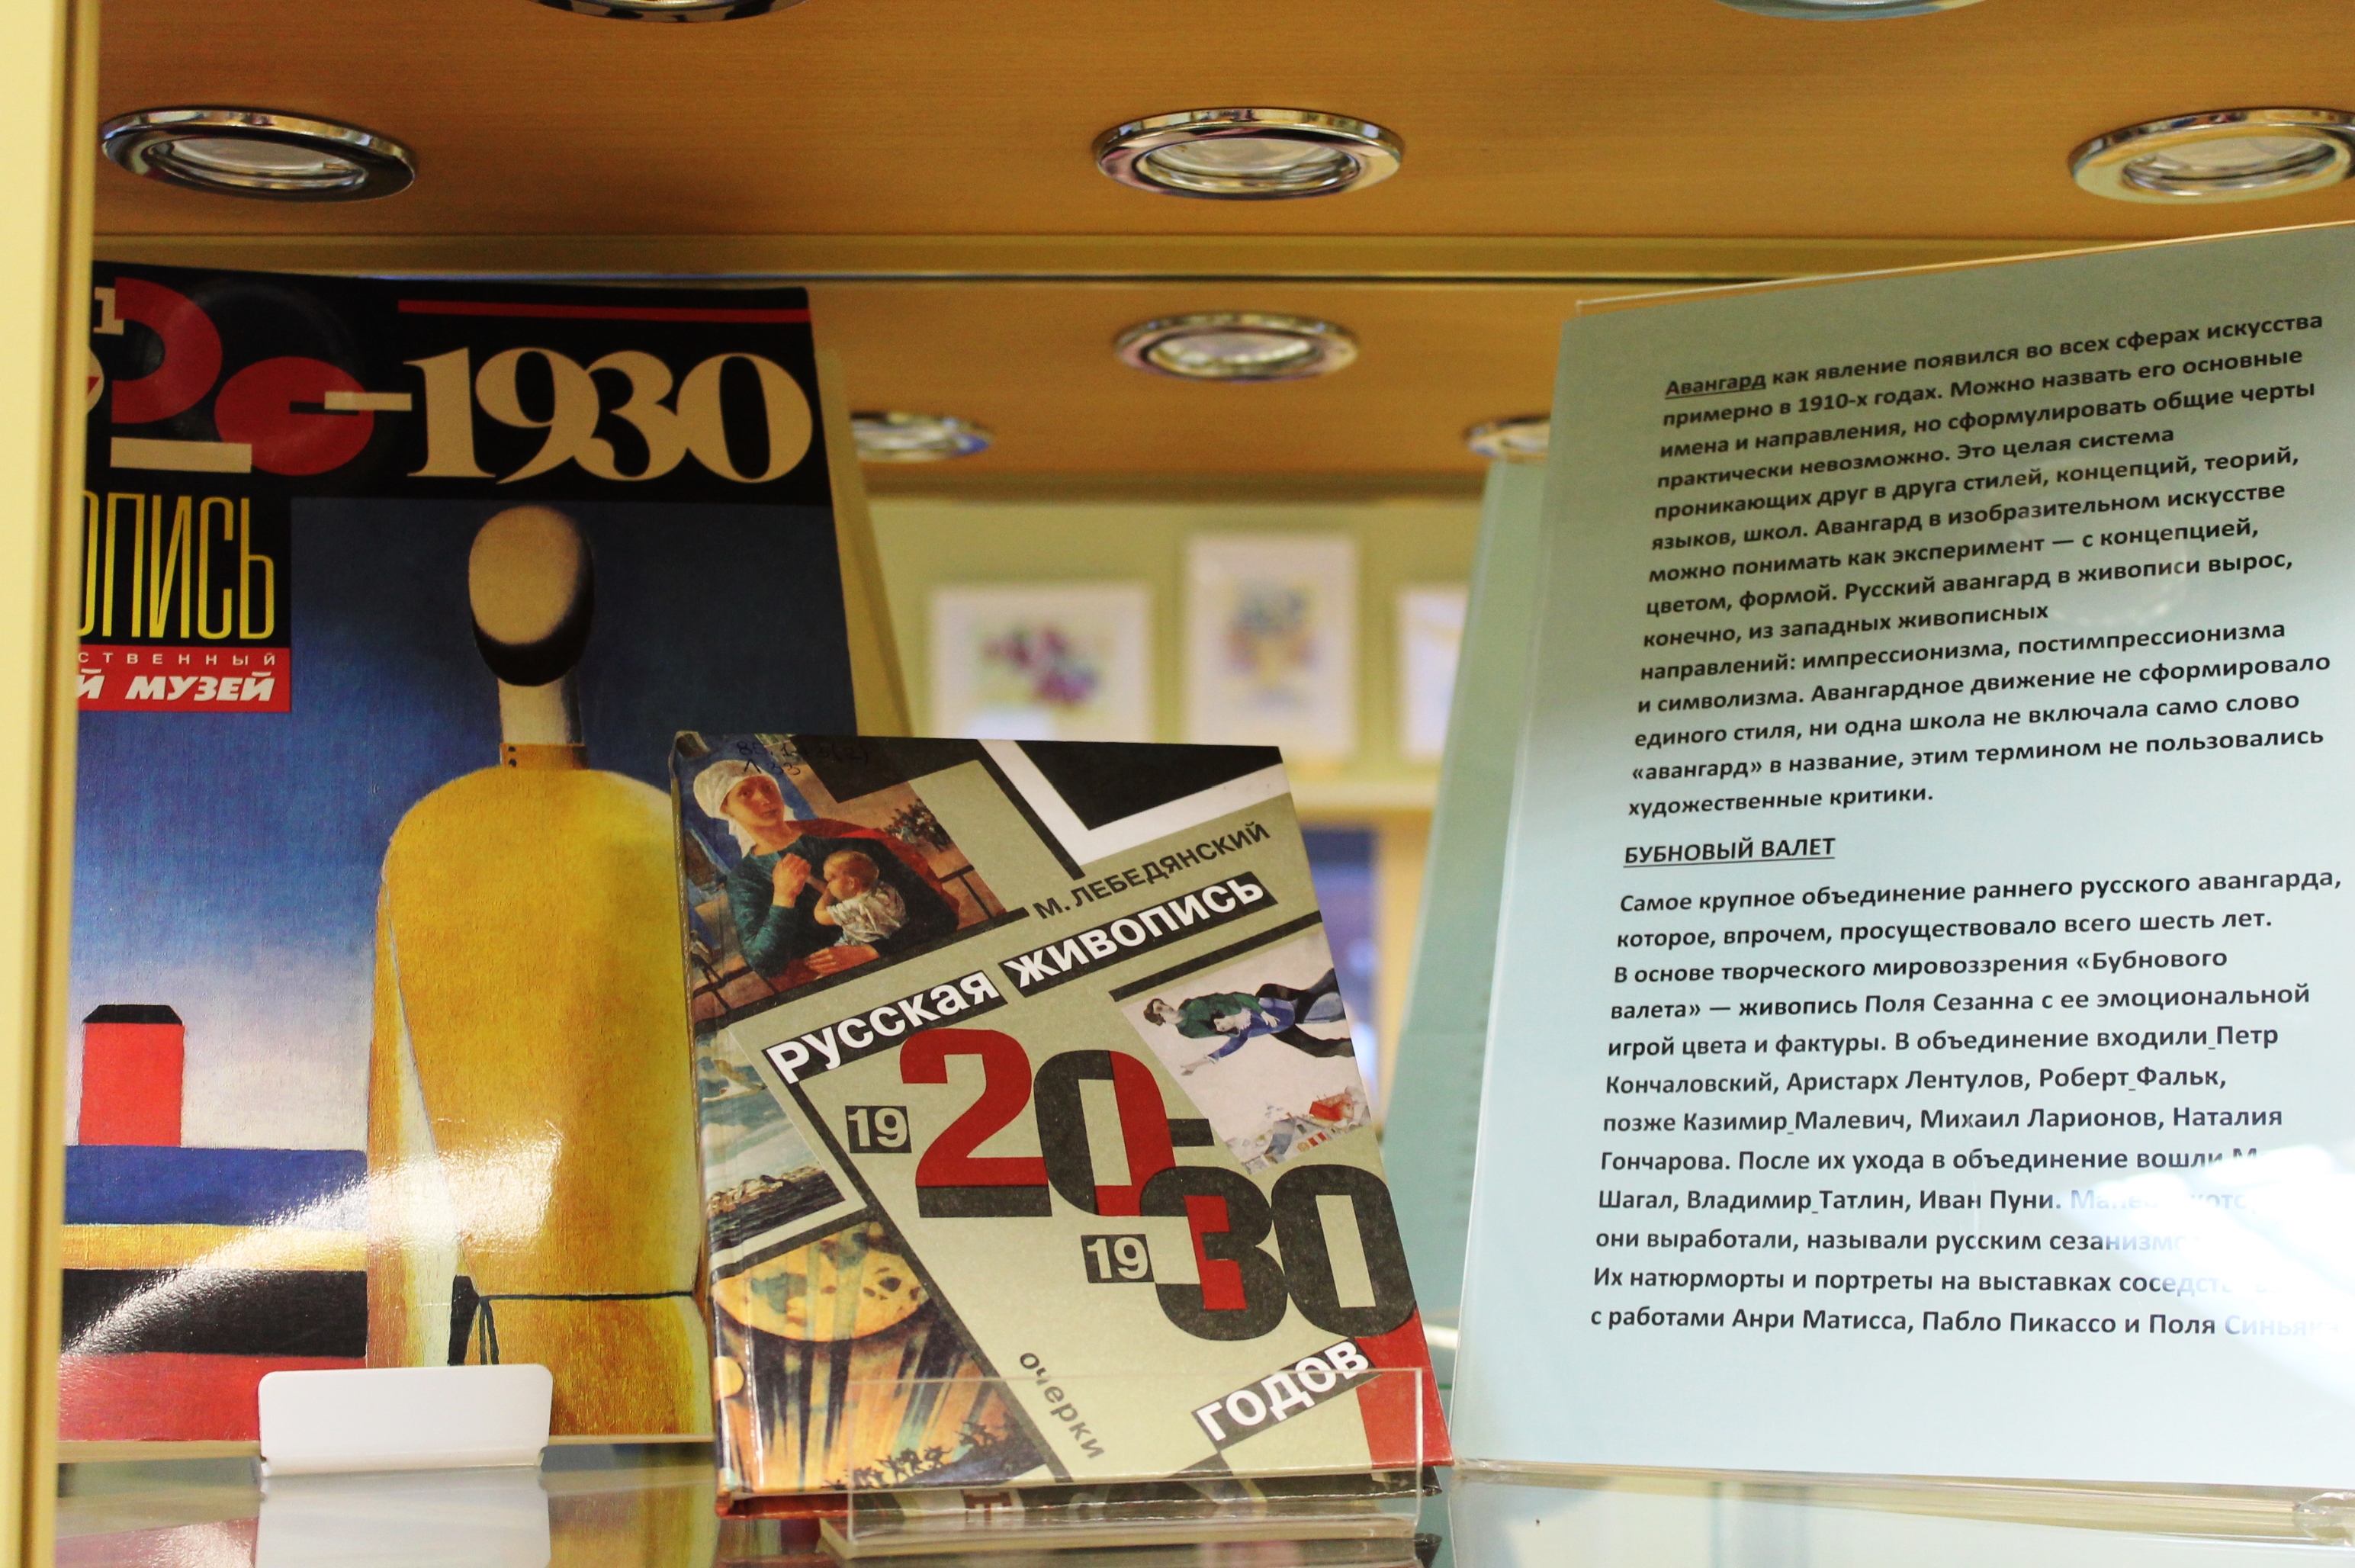 -1930
ОПИСЬ
СТВЕННЫЙ
Й МУЗЕЙ
М. ЛЕБЕДЯНСКИЙ
РУССКАЯ ЖИВОПИСЬ
1920-
1930
ГОДОВ
очерки
Авангард как явление появился во всех сферах искусства
примерно в 1910-х годах. Можно назвать его основные
имена и направления, но сформулировать общие черты
практически невозможно. Это целая система
проникающих друг в друга стилей, концепций, теорий,
языков, школ. Авангард в изобразительном искусстве
можно понимать как эксперимент — с концепцией,
цветом, формой. Русский авангард в живописи вырос,
конечно, из западных живописных
направлений: импрессионизма, постимпрессионизма
и символизма. Авангардное движение не сформировало
единого стиля, ни одна школа не включала само слово
«авангард» в название, этим термином не пользовались
художественные критики.
БУБНОВЫЙ ВАЛЕТ
Самое крупное объединение раннего русского авангарда,
которое, впрочем, просуществовало всего шесть лет.
В основе творческого мировоззрения «Бубнового
валета» — живопись Поля Сезанна с ее эмоциональной
игрой цвета и фактуры. В объединение входили Петр
Кончаловский, Аристарх Лентулов, Роберт Фальк,
позже Казимир Малевич, Михаил Ларионов, Наталия
Гончарова. После их ухода в объединение вошли
Шагал, Владимир Татлин, Иван Пуни.
они выработали, называли русским сезанизмом
Их натюрморты и портреты на выставках
с работами Анри Матисса, Пабло Пикассо и Поля Синьяка